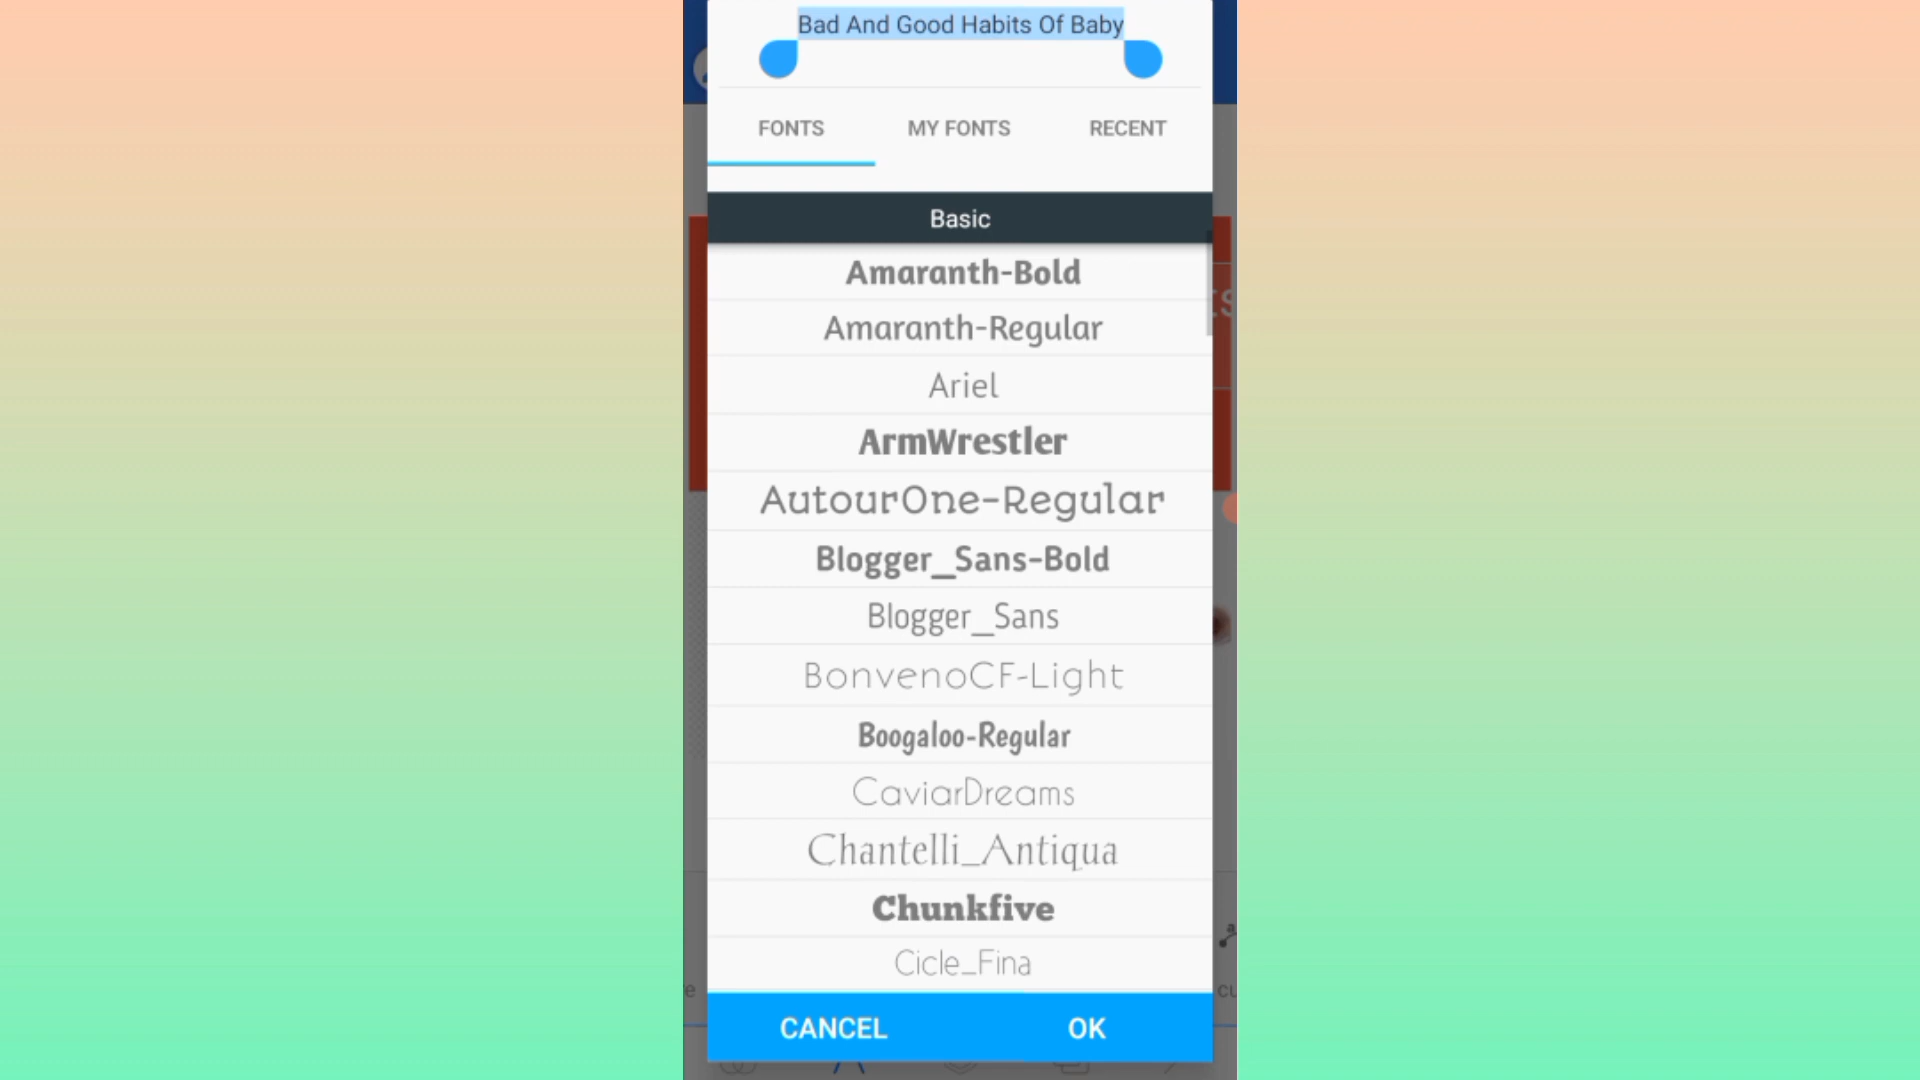 Bad And Good Habits Of Baby
FONTS MY FONTS RECENT
Basic
Amaranth-Bold
Amaranth-Regular
Ariel
ArmWrestler
AutourOne-Regular
Blogger_Sans-Bold
Blogger_Sans
BonvenoCF-Light
Boogaloo-Regular
CaviarDreams
Chantelli_Antiqua
Chunkfive
Cicle_Fina
CANCEL OK